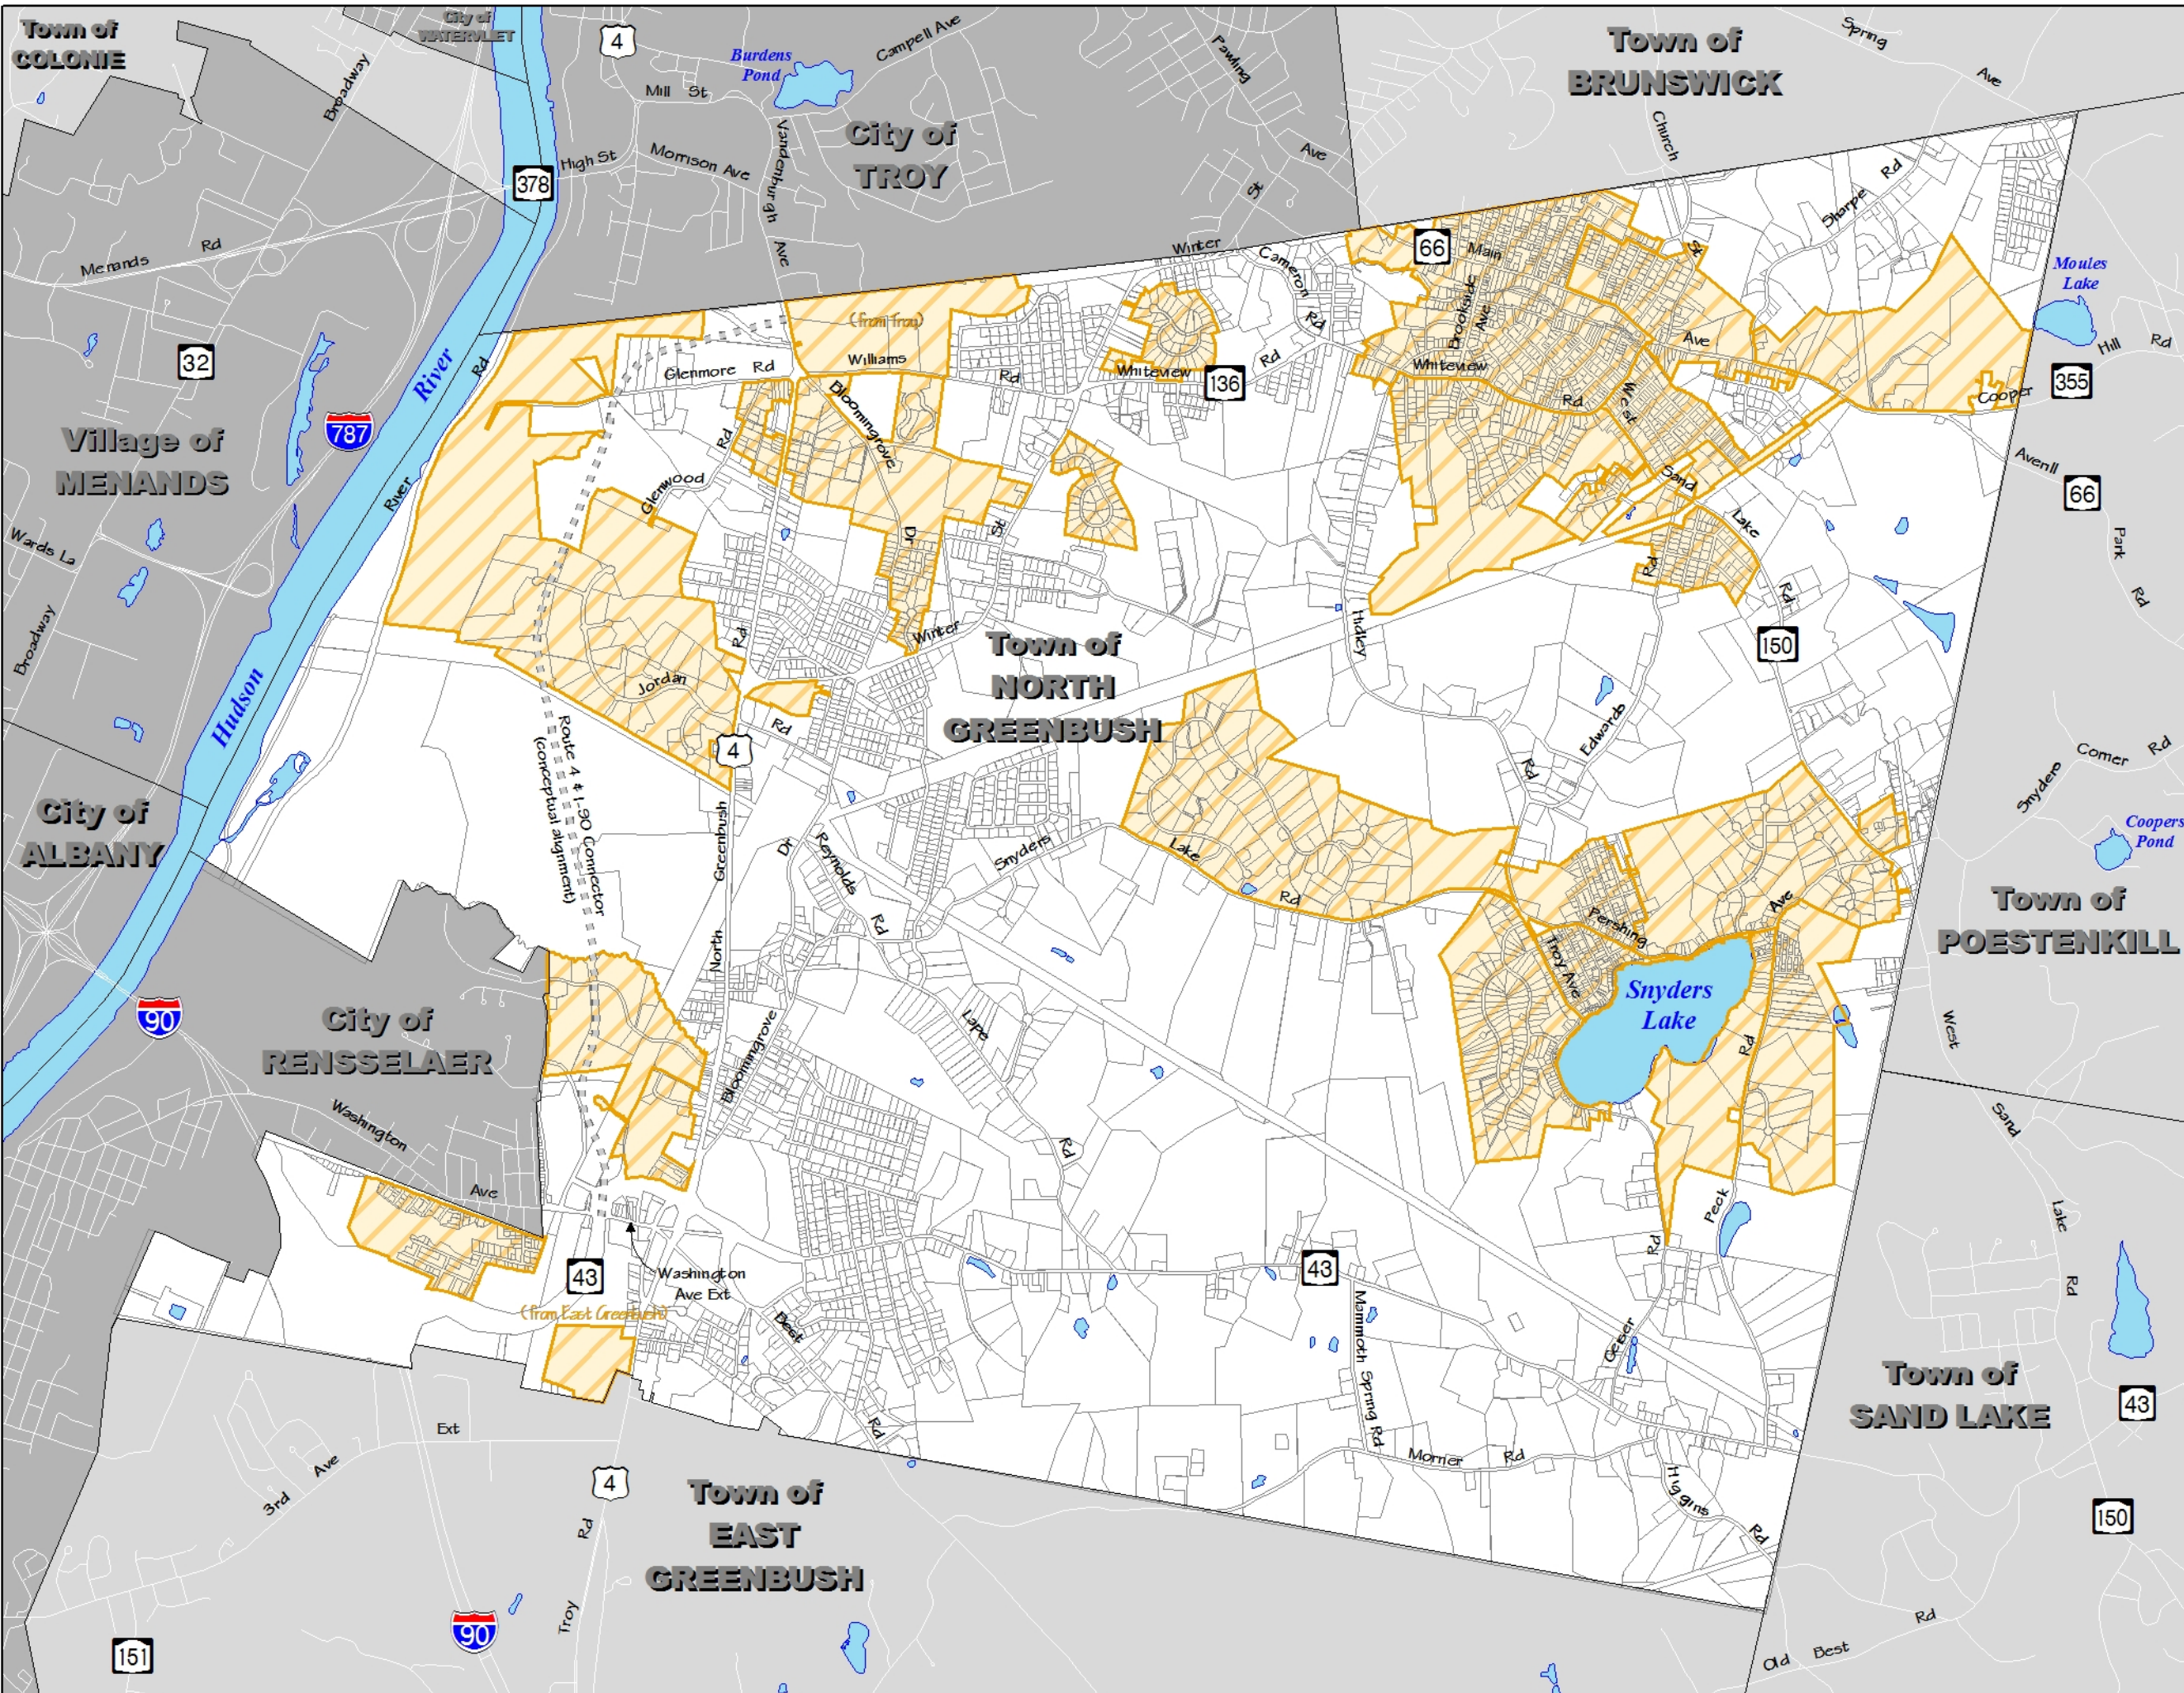 Town of
COLONIE
City of
WATERVLIET
Broadway
4
Burdens
Pond
Campell Ave
Mill St
Morrison Ave
High St
378
Vandenburgh
Ave
City of
TROY
Pawling
Ave
St
Town of
BRUNSWICK
Spring
Ave
Church
St
Sharpe Rd
Menands Rd
32
787
Village of
MENANDS
Wards La
Broadway
River
Hudson
River
Rd
(from Troy)
Williams
Rd
Glenmore Rd
Bloomingrove
Dr
Glenwood
Rd
Winter
St
Winter
Cameron
Rd
Whiteview
136
Rd
66
Main
Ave
Brookside
Ave
Whiteview
Rd
West
Sand
Lake
Rd
Rd
Moules
Lake
355
Hill Rd
Cooper
Averill
66
Park
Rd
150
Hidley
Rd
Edwards
Town of
NORTH
GREENBUSH
Jordan
Rd
Rd
4
Route 4 & I-90 Connector
(conceptual alignment)
Greenbush
North
Dr
Reynolds
Rd
Bloomingrove
Snyders
Lake
Rd
Snyders
Corner Rd
Coopers
Pond
City of
ALBANY
Town of
POESTENKILL
Pershing
Ave
Troy Ave
Snyders
Lake
Rd
Peck
West
Sand
Lake
Rd
90
City of
RENSSELAER
Washington
Ave
Lape
Rd
43
(from East Greenbush)
Washington
Ave Ext
Best
Rd
43
Mammoth
Spring Rd
Geiser
Rd
Morner Rd
Higgins
Rd
Town of
SAND LAKE
43
150
Old Best Rd
3rd Ave
Ext
4
Troy
Rd
Town of
EAST
GREENBUSH
90
151